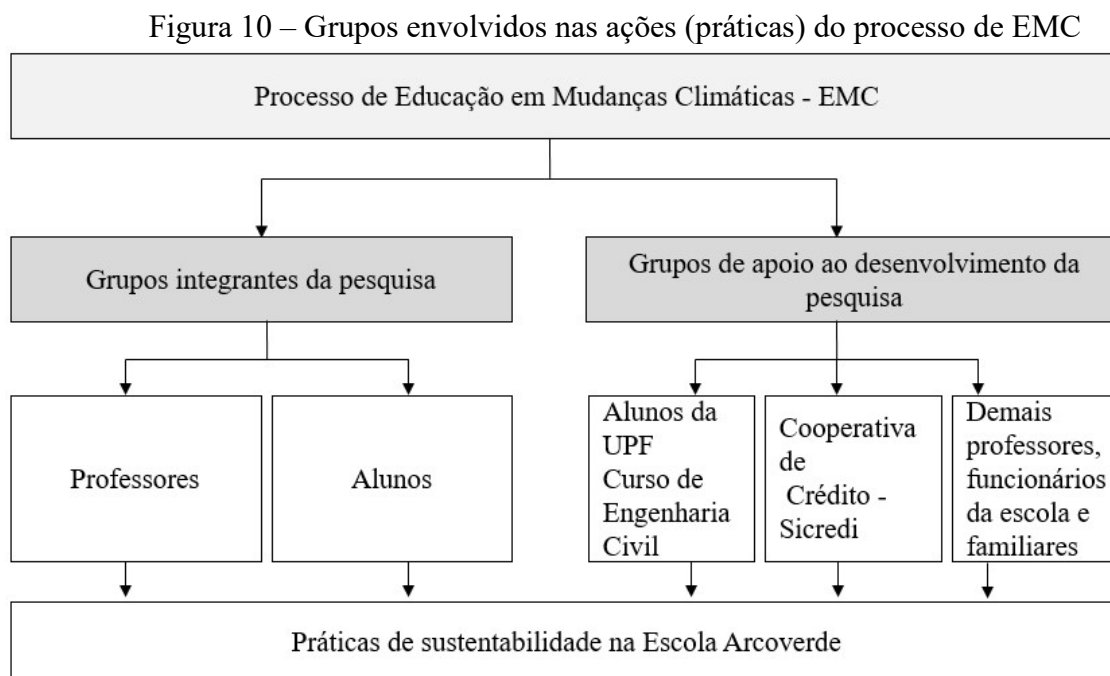 Figura 10 – Grupos envolvidos nas ações (práticas) do processo de EMC
Processo de Educação em Mudanças Climáticas - EMC
Grupos integrantes da pesquisa
Grupos de apoio ao desenvolvimento da
pesquisa
Professores
Alunos
Alunos da
UPF
Curso de
Engenharia
Civil
Cooperativa
de
Crédito -
Sicredi
Demais
professores,
funcionários
da escola e
familiares
Práticas de sustentabilidade na Escola Arcoverde